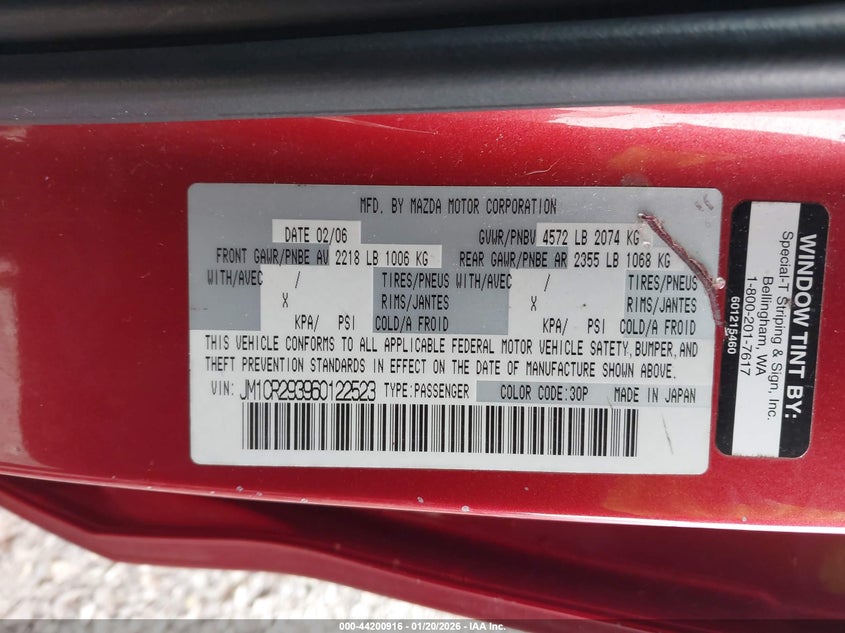 MFD. BY MAZDA MOTOR CORPORATION
DATE 02/06 GVWR/PNBV 4572 LB 2074 KG
FRONT GAWR/PNBE AV 2218 LB 1006 KG REAR GAWR/PNBE AR 2355 LB 1068 KG
WITH/AVEC / TIRES/PNEUS WITH/AVEC / TIRES/PNEUS
X RIMS/JANTES X RIMS/JANTES
KPA/ PSI COLD/A FROID KPA/ PSI COLD/A FROID
THIS VEHICLE CONFORMS TO ALL APPLICABLE FEDERAL MOTOR VEHICLE SAFETY, BUMPER, AND
THEFT PREVENTION STANDARDS IN EFFECT ON THE DATE OF MANUFACTURE SHOWN ABOVE.
VIN: JM1CR293960122523 TYPE:PASSENGER COLOR CODE:30P MADE IN JAPAN
WINDOW TINT BY:
Special-T Striping & Sign, Inc.
Bellingham, WA
1-800-201-7617
601215460
000-44200916 - 01/20/2026 - IAA Inc.